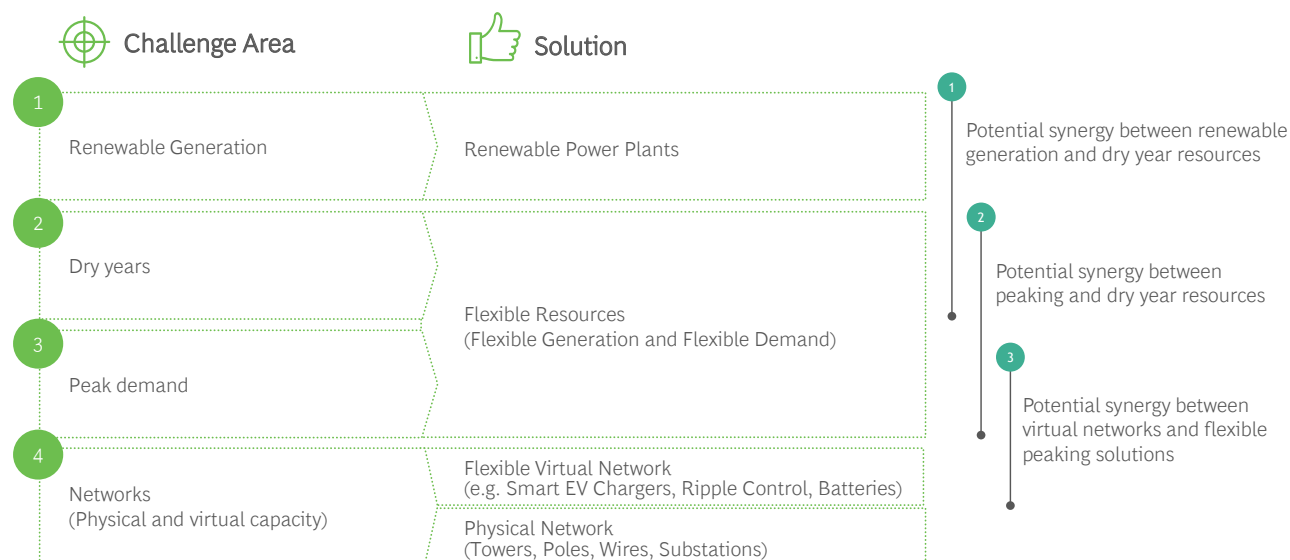 Challenge Area
Solution
1
Renewable Generation
Renewable Power Plants
2
Dry years
3
Peak demand
Flexible Resources
(Flexible Generation and Flexible Demand)
4
Networks
(Physical and virtual capacity)
Flexible Virtual Network
(e.g. Smart EV Chargers, Ripple Control, Batteries)
Physical Network
(Towers, Poles, Wires, Substations)
1
Potential synergy between renewable
generation and dry year resources
2
Potential synergy between
peaking and dry year resources
3
Potential synergy between
virtual networks and flexible
peaking solutions